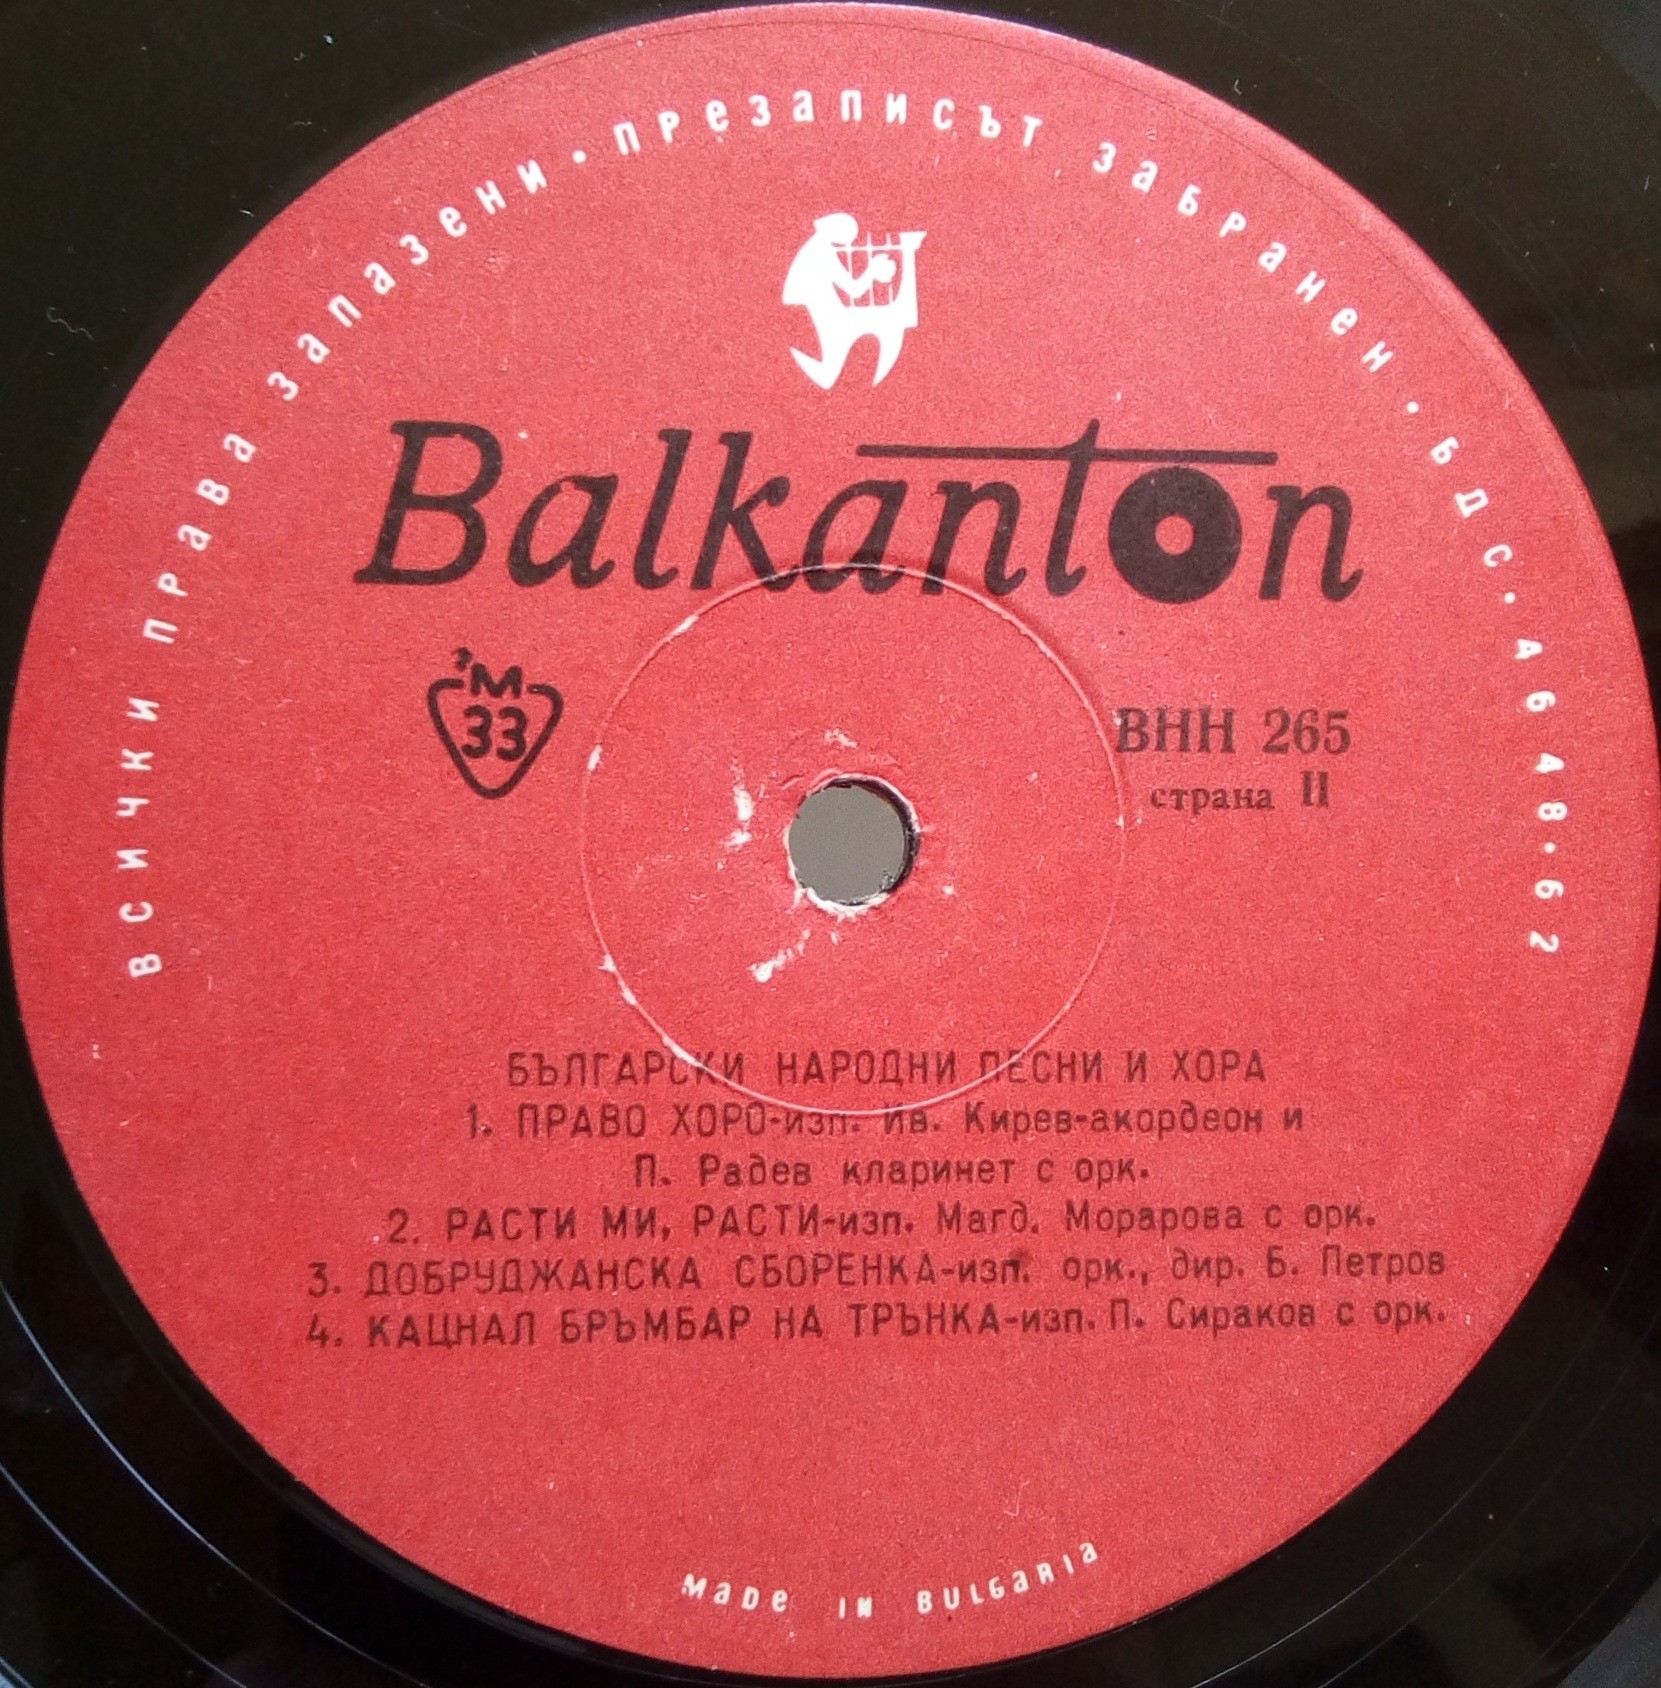 ВСИЧКИ ПРАВА ЗАПАЗЕНИ • ПРЕЗАПИСЪТ ЗАБРАНЕН • БДС • А6 48 • 62
Balkanton
М
33
ВНН 265
страна II
БЪЛГАРСКИ НАРОДНИ ПЕСНИ И ХОРА
1. ПРАВО ХОРО-изп. Ив. Кирев-акордеон и
П. Радев кларинет с орк.
2. РАСТИ МИ, РАСТИ-изп. Магд. Морарова с орк.
3. ДОБРУДЖАНСКА СБОРЕНКА-изп. орк., дир. Б. Петров
4. КАЦНАЛ БРЪМБАР НА ТРЪНКА-изп. П. Сираков с орк.
MADE IN BULGARIA